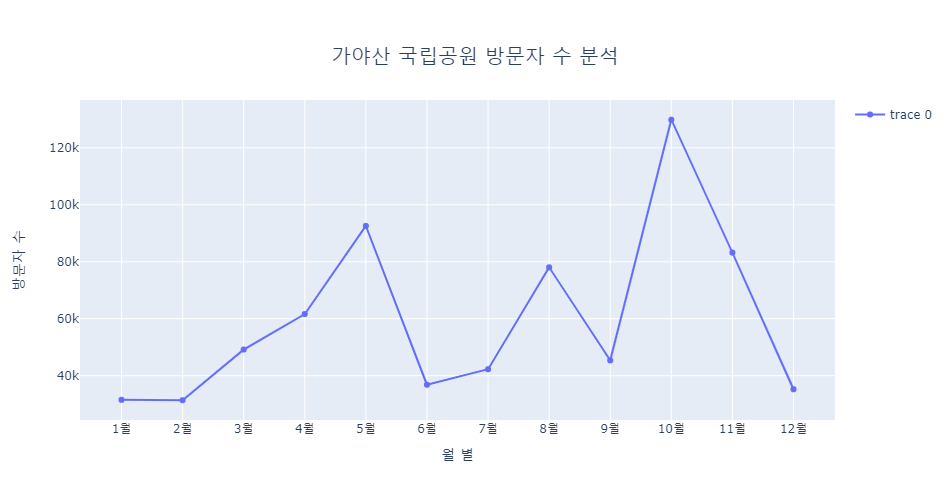 가야산 국립공원 방문자 수 분석
trace 0
120k
100k
80k
60k
40k
방문자 수
1월 2월 3월 4월 5월 6월 7월 8월 9월 10월 11월 12월
월 별